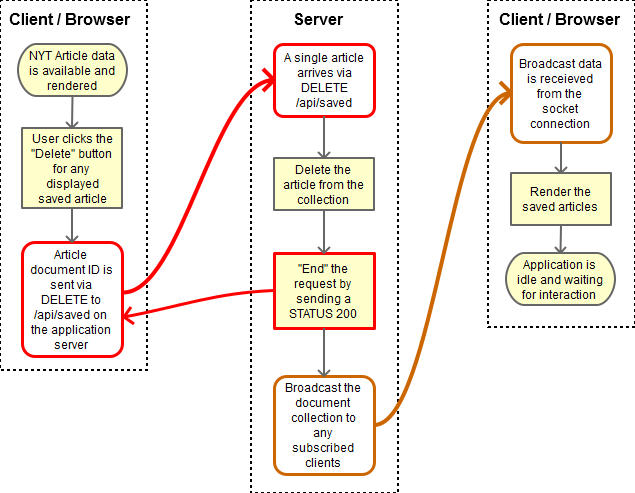 Client / Browser
NYT Article data
is available and
rendered
User clicks the
"Delete" button
for any
displayed
saved article
Article
document ID is
sent via
DELETE to
/api/saved on
the application
server
Server
A single article
arrives via
DELETE
/api/saved
Delete the
article from the
collection
"End" the
request by
sending a
STATUS 200
Broadcast the
document
collection to
any
subscribed
clients
Client / Browser
Broadcast data
is receieved
from the
socket
connection
Render the
saved articles
Application is
idle and waiting
for interaction